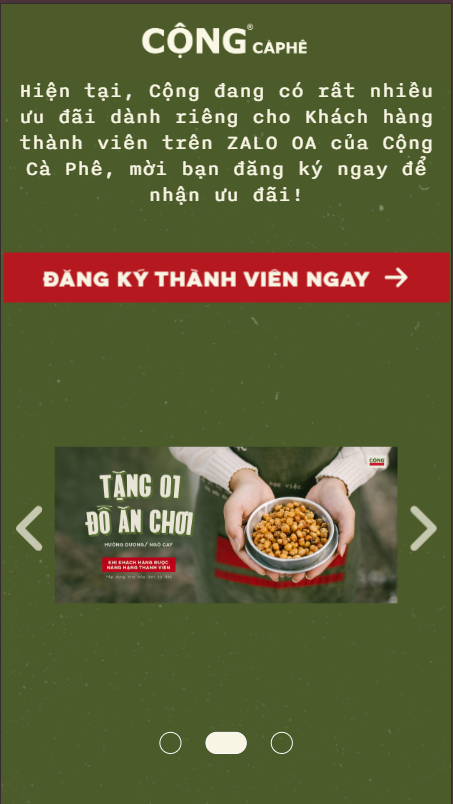 CỘNG® CÀPHÊ
Hiện tại, Cộng đang có rất nhiều
ưu đãi dành riêng cho Khách hàng
thành viên trên ZALO OA của Cộng
Cà Phê, mời bạn đăng ký ngay để
nhận ưu đãi!
ĐĂNG KÝ THÀNH VIÊN NGAY →
CỘNG
TẶNG 01
ĐỒ ĂN CHƠI
HƯỚNG DƯƠNG/ NGÔ CAY
KHI KHÁCH HÀNG ĐƯỢC
NÂNG HẠNG THÀNH VIÊN